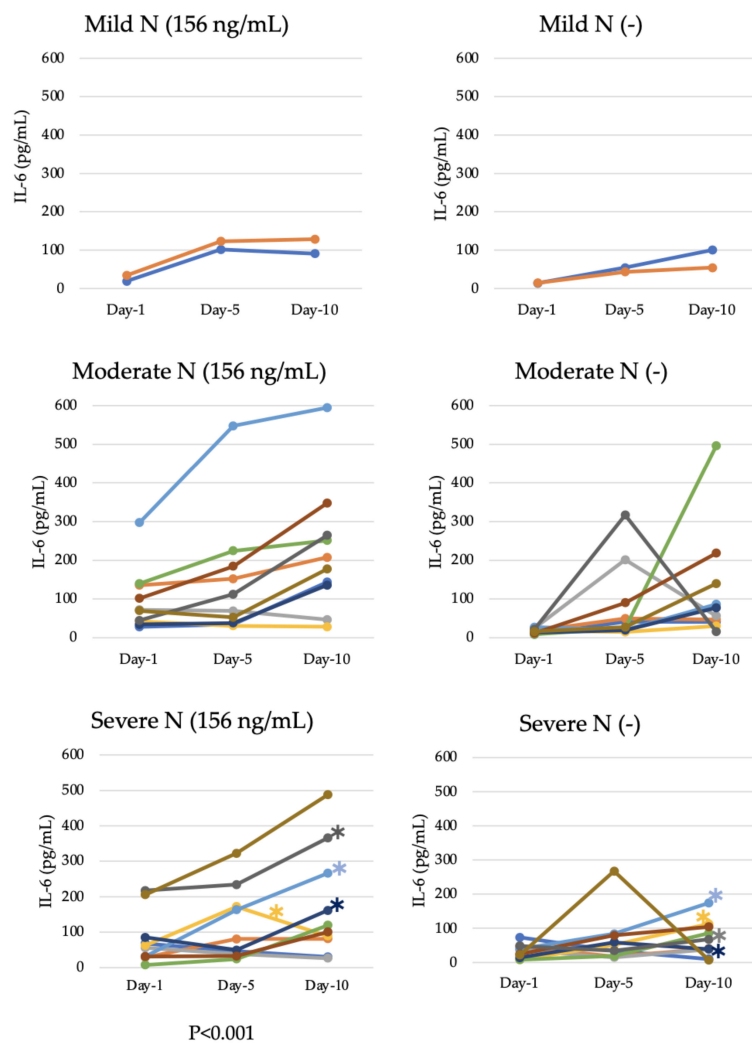 Mild N (156 ng/mL)
600
500
400
300
200
100
0
IL-6 (pg/mL)
Day-1 Day-5 Day-10
Mild N (-)
600
500
400
300
200
100
0
IL-6 (pg/mL)
Day-1 Day-5 Day-10
Moderate N (156 ng/mL)
600
500
400
300
200
100
0
IL-6 (pg/mL)
Day-1 Day-5 Day-10
Moderate N (-)
600
500
400
300
200
100
0
IL-6 (pg/mL)
Day-1 Day-5 Day-10
Severe N (156 ng/mL)
600
500
400
300
200
100
0
IL-6 (pg/mL)
*
*
*
*
Day-1 Day-5 Day-10
Severe N (-)
600
500
400
300
200
100
0
IL-6 (pg/mL)
*
*
*
*
Day-1 Day-5 Day-10
P<0.001